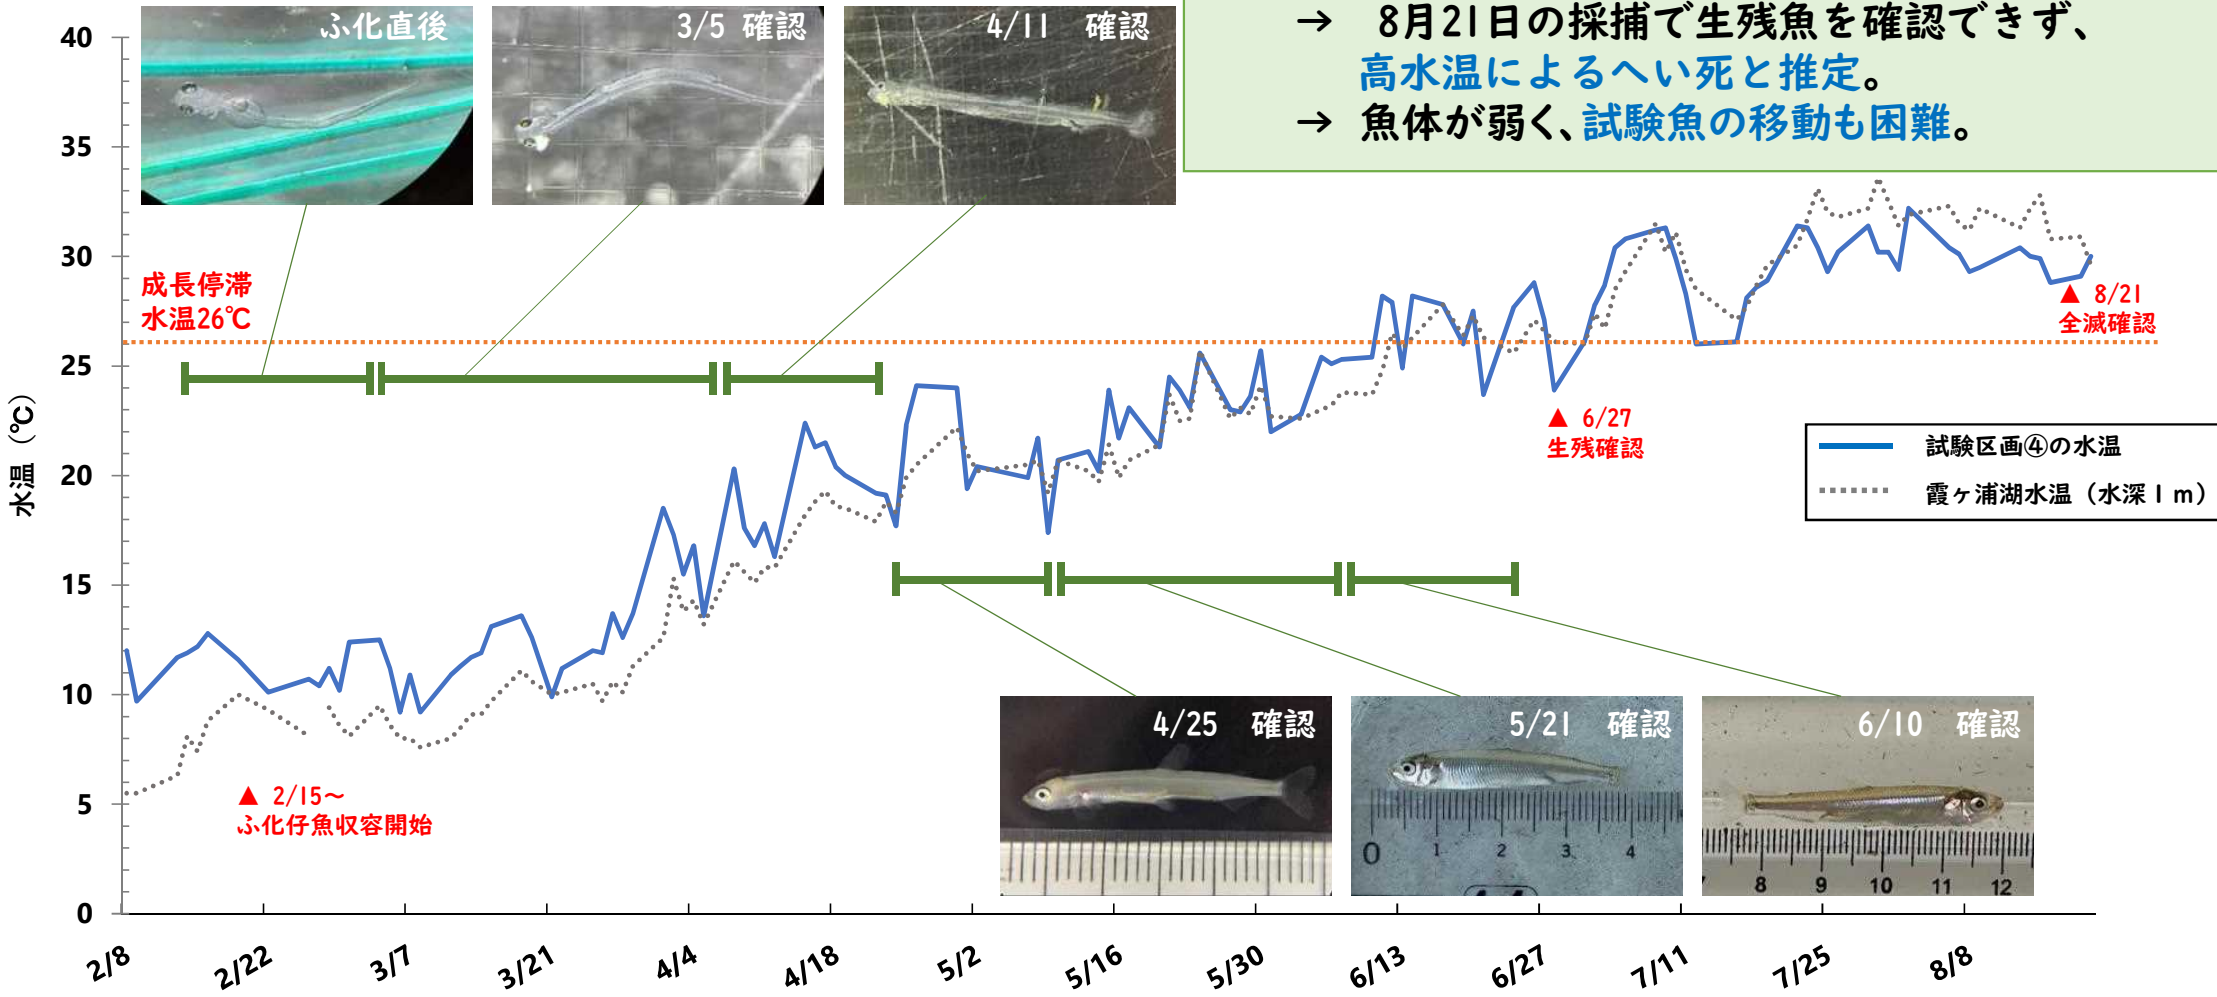 → 8月21日の採捕で生残魚を確認できず、
高水温によるへい死と推定。
→ 魚体が弱く、試験魚の移動も困難。
ふ化直後
3/5 確認
4/11 確認
水温（℃）
40
35
30
25
20
15
10
5
0
成長停滞
水温26℃
▲ 8/21
全滅確認
▲ 6/27
生残確認
試験区画④の水温
霞ヶ浦湖水温（水深1m）
▲ 2/15～
ふ化仔魚収容開始
4/25 確認
5/21 確認
0 1 2 3 4
6/10 確認
8 9 10 11 12
2/8 2/22 3/7 3/21 4/4 4/18 5/2 5/16 5/30 6/13 6/27 7/11 7/25 8/8